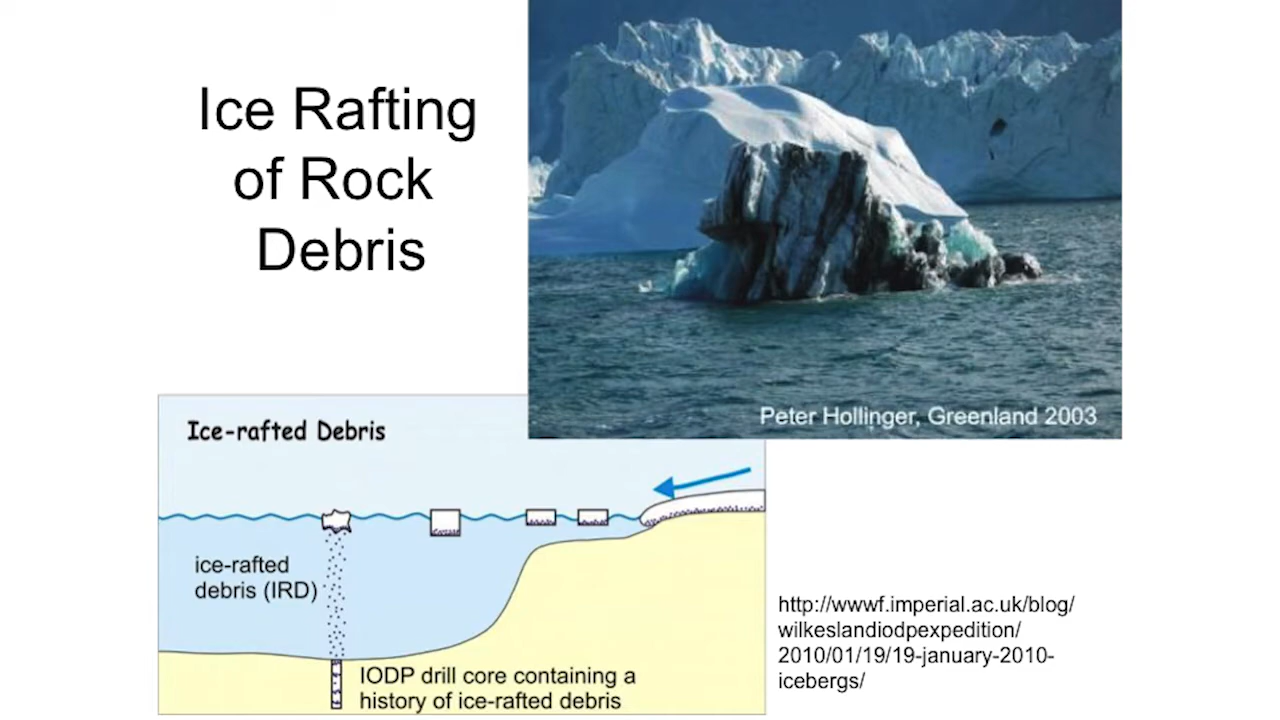 Ice Rafting
of Rock
Debris
Peter Hollinger, Greenland 2003
Ice-rafted Debris
ice-rafted
debris (IRD)
IODP drill core containing a
history of ice-rafted debris
http://wwwf.imperial.ac.uk/blog/
wilkeslandiodpexpedition/
2010/01/19/19-january-2010-
icebergs/